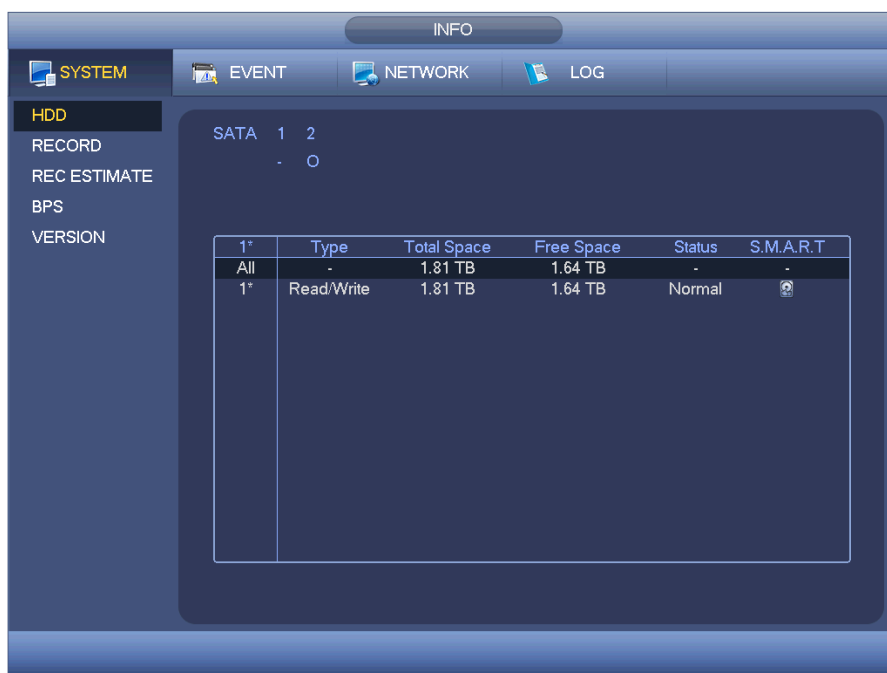 INFO
SYSTEM EVENT NETWORK LOG
HDD
RECORD
REC ESTIMATE
BPS
VERSION
SATA 1 2
- O
1* Type Total Space Free Space Status S.M.A.R.T
All - 1.81 TB 1.64 TB - -
1* Read/Write 1.81 TB 1.64 TB Normal